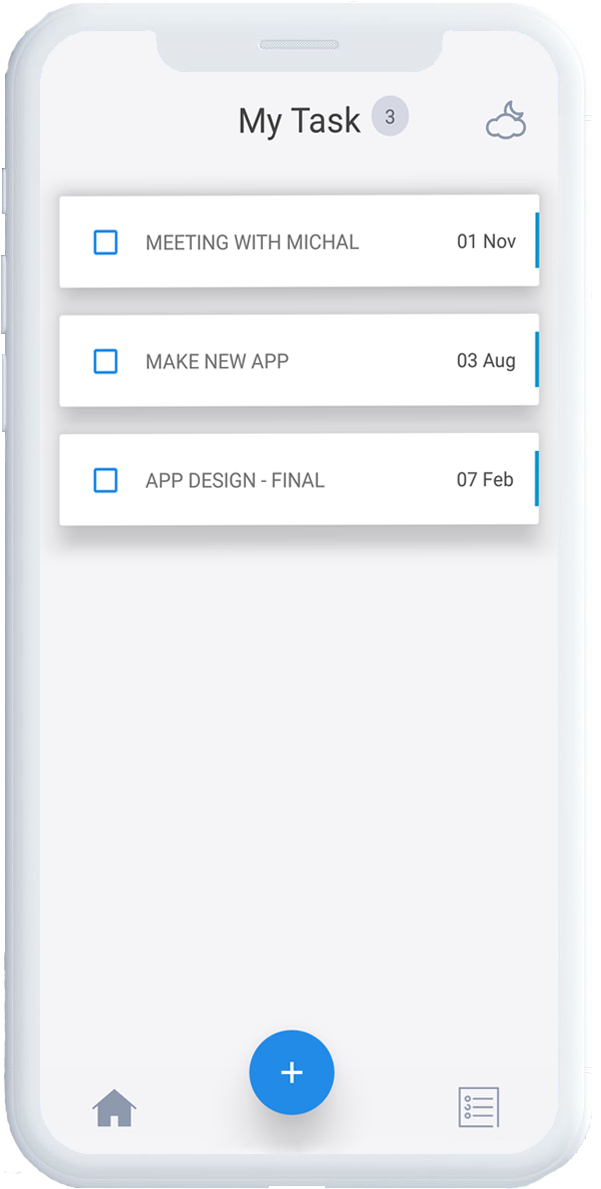 My Task 3
MEETING WITH MICHAL 01 Nov
MAKE NEW APP 03 Aug
APP DESIGN - FINAL 07 Feb
+